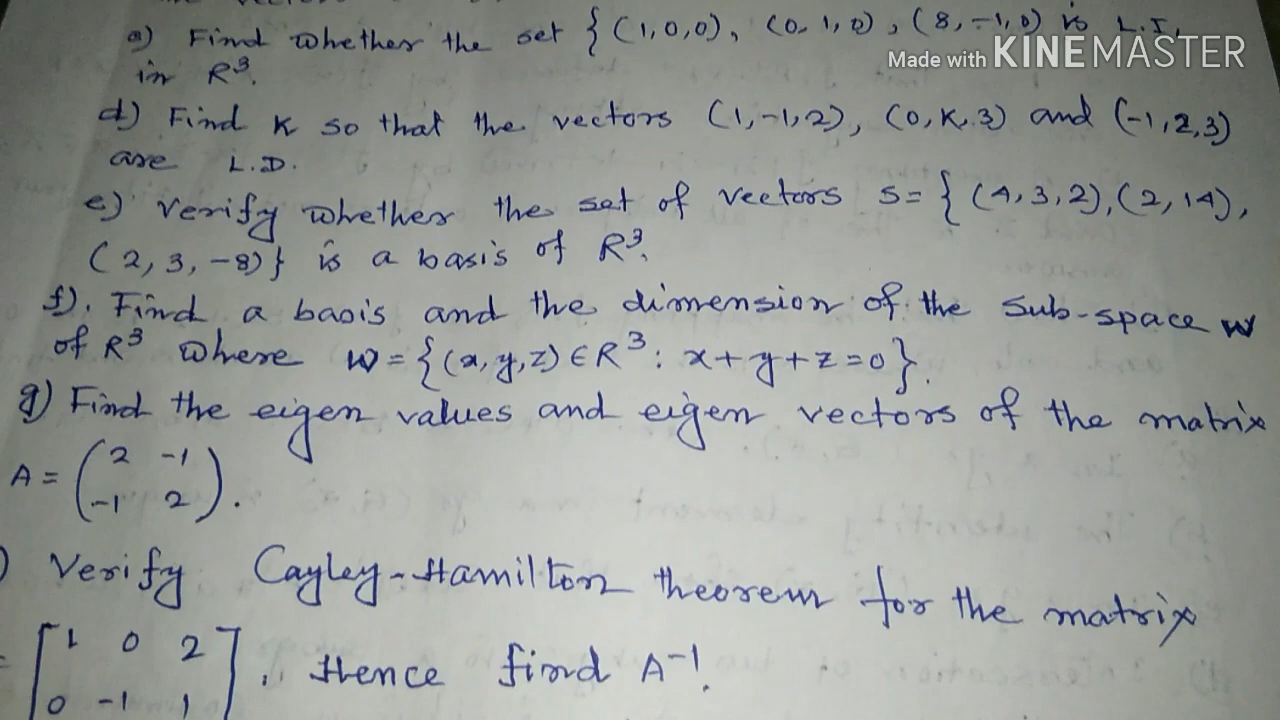 a) Find whether the set {(1,0,0), (0,1,0), (8,-1,0) is L.I.
in R³.
Made with KINEMASTER
d) Find K so that the vectors (1,-1,2), (0,K,3) and (-1,2,3)
are L.D.
e) Verify whether the set of vectors S={(4,3,2),(2,14),
(2,3,-8)} is a basis of R³.
f). Find a basis and the dimension of the sub-space W
of R³ where W={(x,y,z)∈R³: x+y+z=0}.
g) Find the eigen values and eigen vectors of the matrix
A = (2 -1
-1 2).
) Verify Cayley-Hamilton theorem for the matrix
= [1 0 2
0 -1 1]. Hence find A⁻¹.